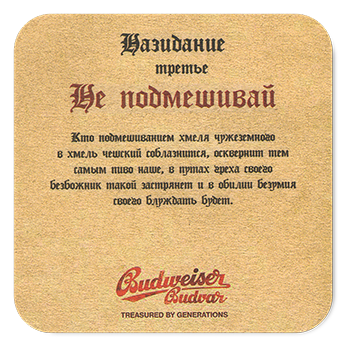 Назидание
третье
Не подмешивай
Кто подмешиванием хмеля чужеземного
в хмель чешский соблазнится, осквернит тем
самым пиво наше, в путах греха своего
безбожник такой застрянет и в обилии безумия
своего блуждать будет.
Budweiser
Budvar
TREASURED BY GENERATIONS